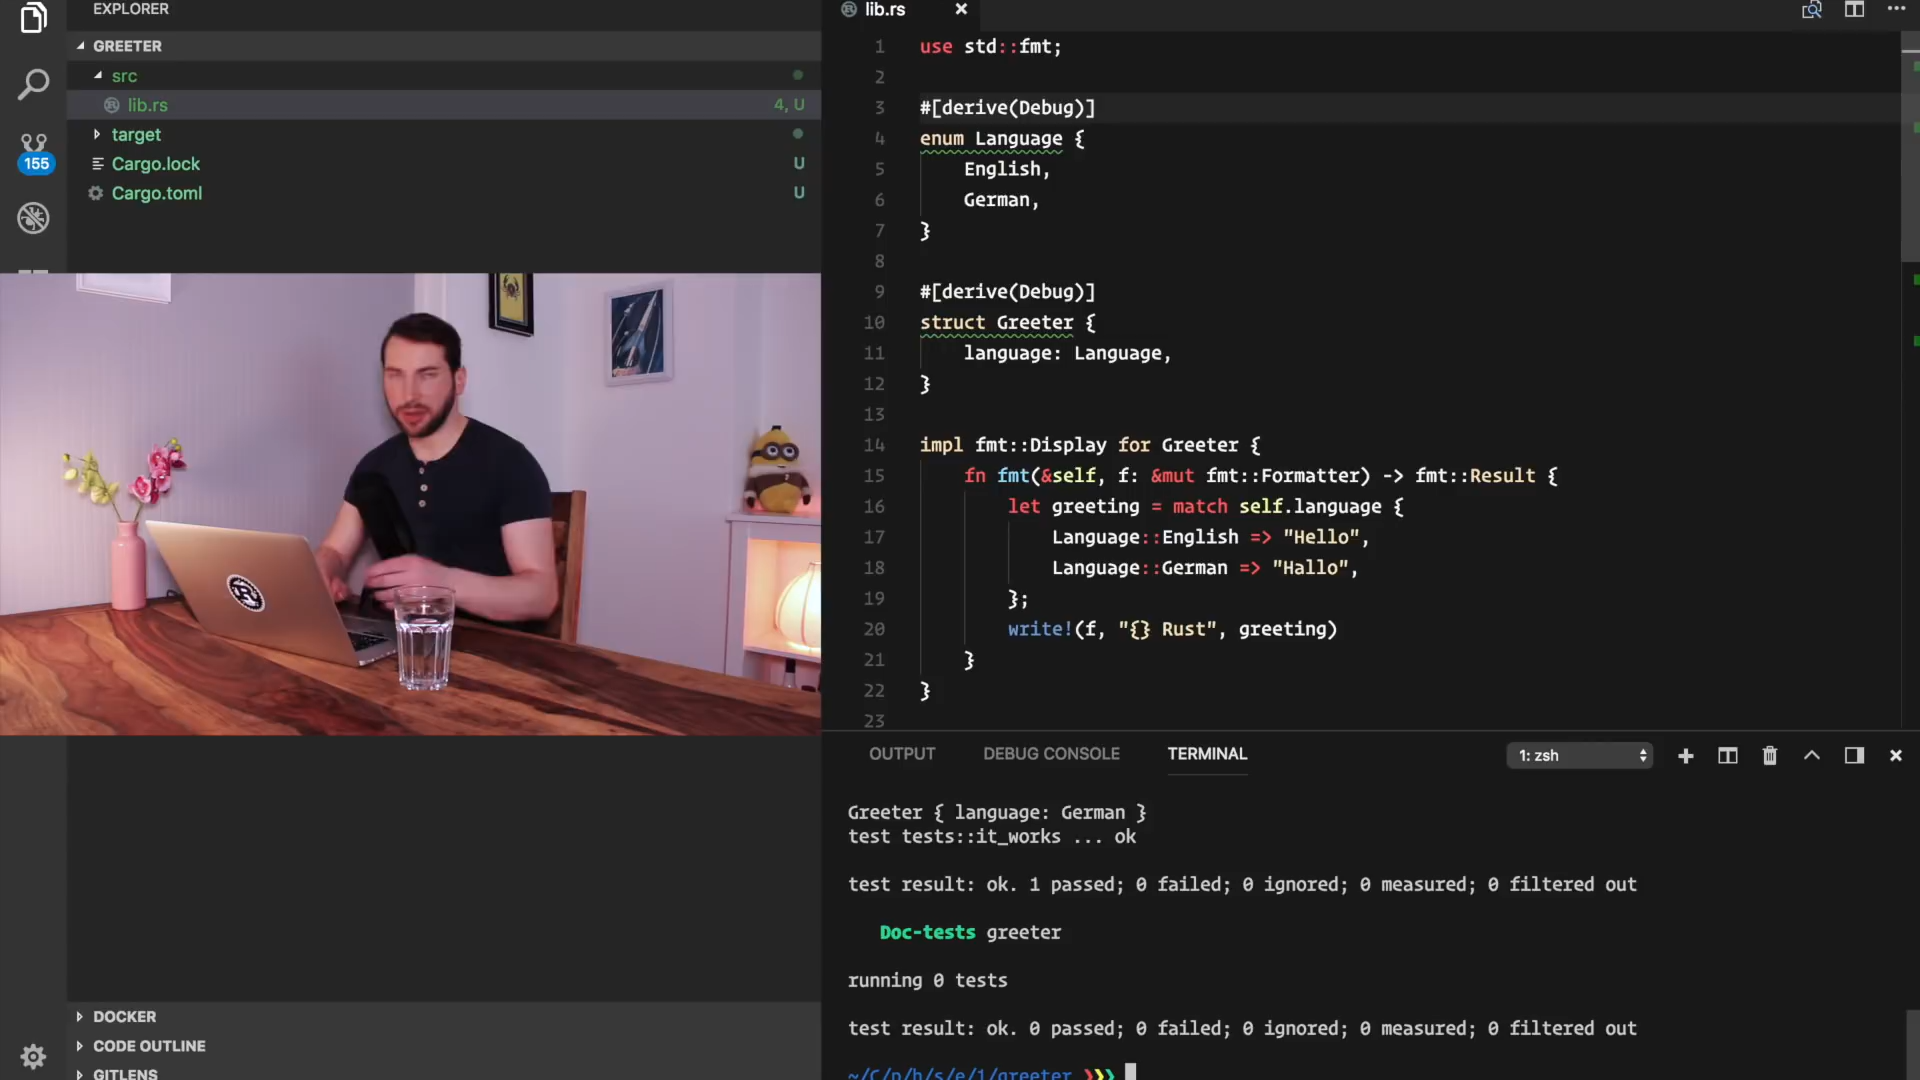 EXPLORER
GREETER
src
lib.rs 4, U
target
Cargo.lock U
Cargo.toml U
155
DOCKER
CODE OUTLINE
GITLENS
lib.rs
1 use std::fmt;
2
3 #[derive(Debug)]
4 enum Language {
5 English,
6 German,
7 }
8
9 #[derive(Debug)]
10 struct Greeter {
11 language: Language,
12 }
13
14 impl fmt::Display for Greeter {
15 fn fmt(&self, f: &mut fmt::Formatter) -> fmt::Result {
16 let greeting = match self.language {
17 Language::English => "Hello",
18 Language::German => "Hallo",
19 };
20 write!(f, "{} Rust", greeting)
21 }
22 }
23
OUTPUT DEBUG CONSOLE TERMINAL 1: zsh
Greeter { language: German }
test tests::it_works ... ok
test result: ok. 1 passed; 0 failed; 0 ignored; 0 measured; 0 filtered out
Doc-tests greeter
running 0 tests
test result: ok. 0 passed; 0 failed; 0 ignored; 0 measured; 0 filtered out
~/C/p/h/s/e/1/greeter ❯❯❯